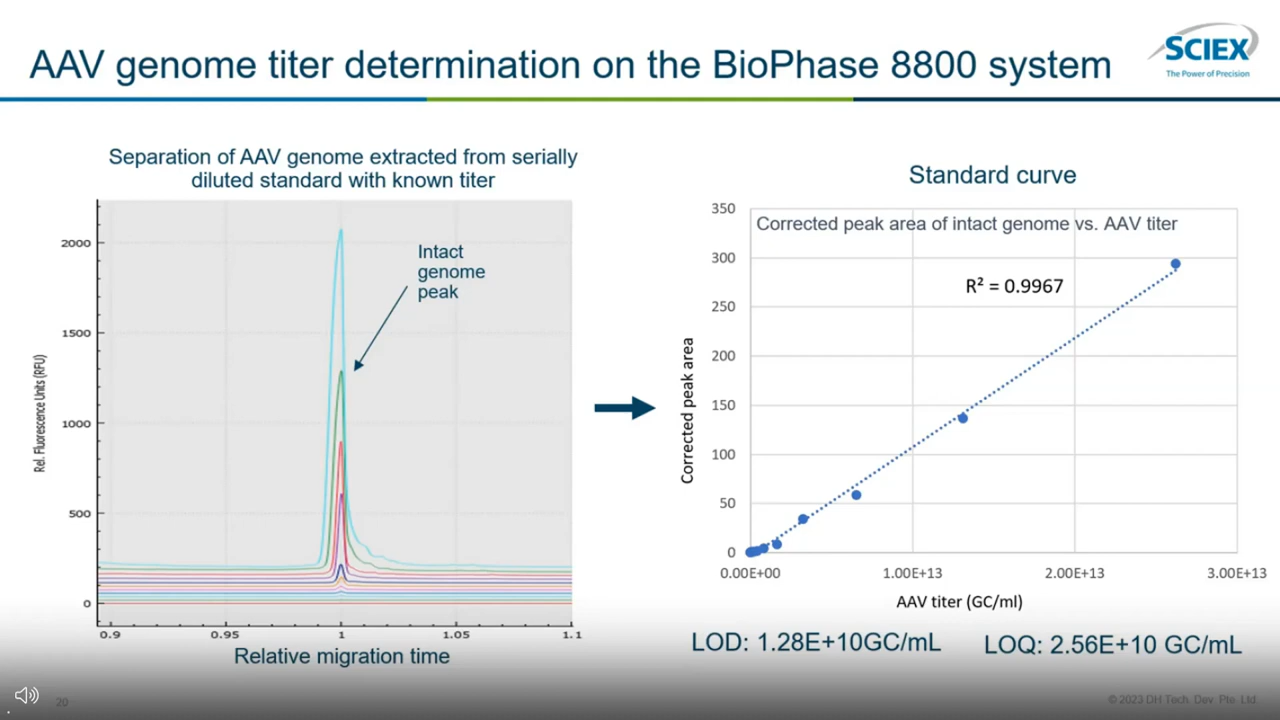 AAV genome titer determination on the BioPhase 8800 system
SCIEX
The Power of Precision
Separation of AAV genome extracted from serially
diluted standard with known titer
Rel. Fluorescence Units (RFU)
2000
1500
1000
500
0
0.9
0.95
1
1.05
1.1
Intact
genome
peak
Relative migration time
Standard curve
Corrected peak area of intact genome vs. AAV titer
R² = 0.9967
Corrected peak area
350
300
250
200
150
100
50
0
0.00E+00
1.00E+13
2.00E+13
3.00E+13
AAV titer (GC/ml)
LOD: 1.28E+10GC/mL
LOQ: 2.56E+10 GC/mL
20
© 2023 DH Tech. Dev. Pte. Ltd.